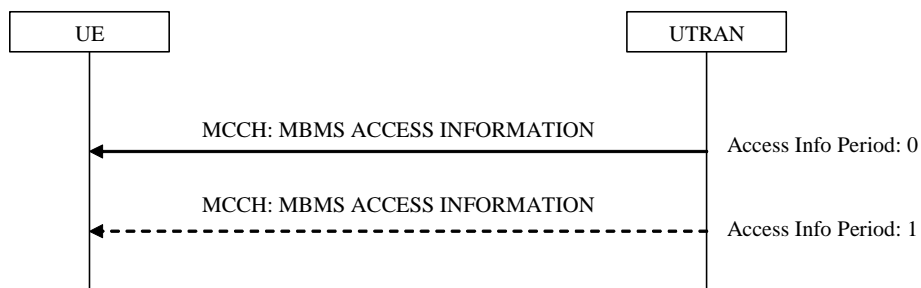 UE
UTRAN
MCCH: MBMS ACCESS INFORMATION
Access Info Period: 0
MCCH: MBMS ACCESS INFORMATION
Access Info Period: 1